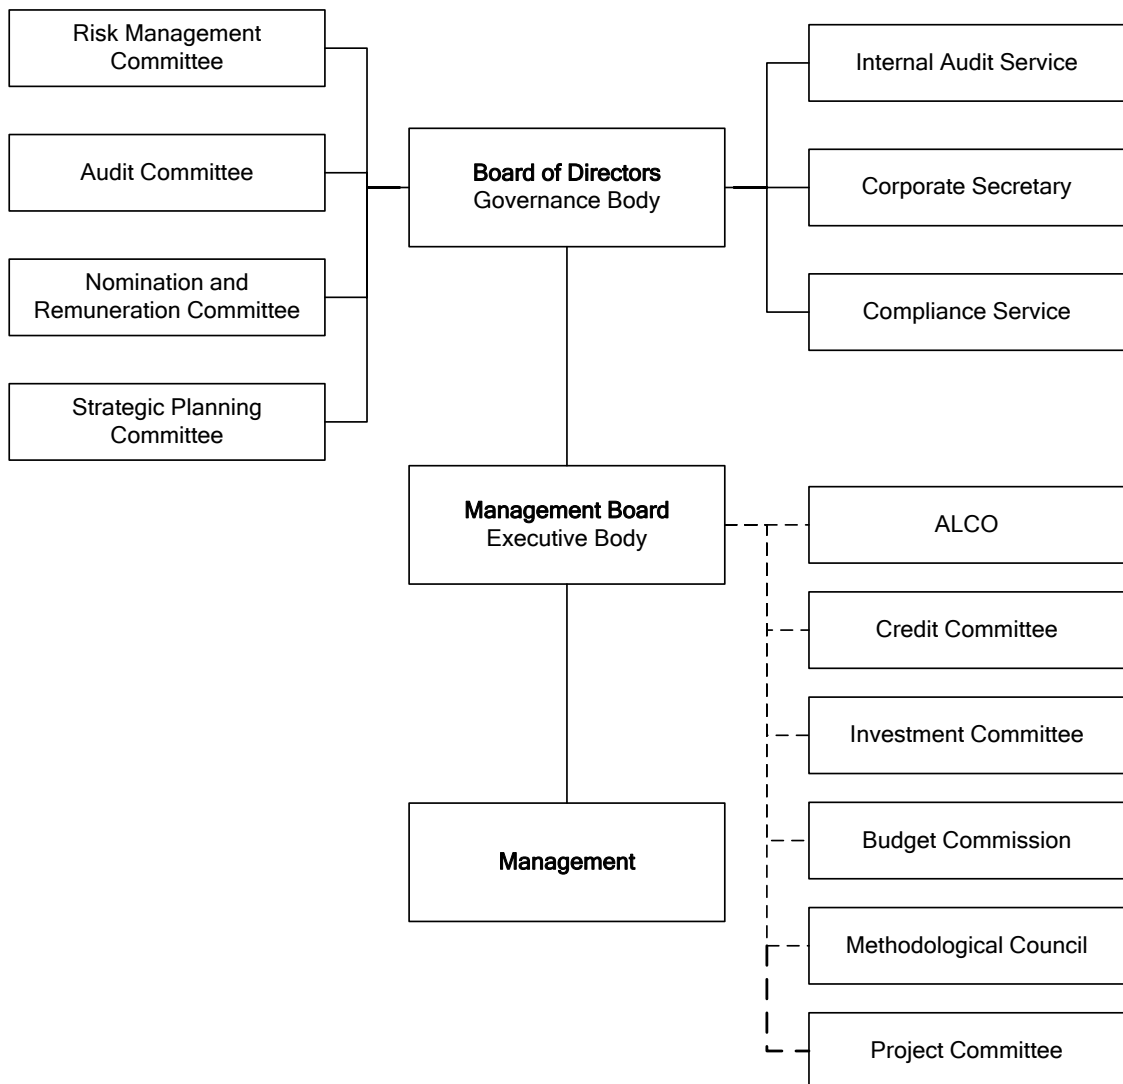 Risk Management
Committee
Audit Committee
Nomination and
Remuneration Committee
Strategic Planning
Committee
Board of Directors
Governance Body
Internal Audit Service
Corporate Secretary
Compliance Service
Management Board
Executive Body
Management
ALCO
Credit Committee
Investment Committee
Budget Commission
Methodological Council
Project Committee